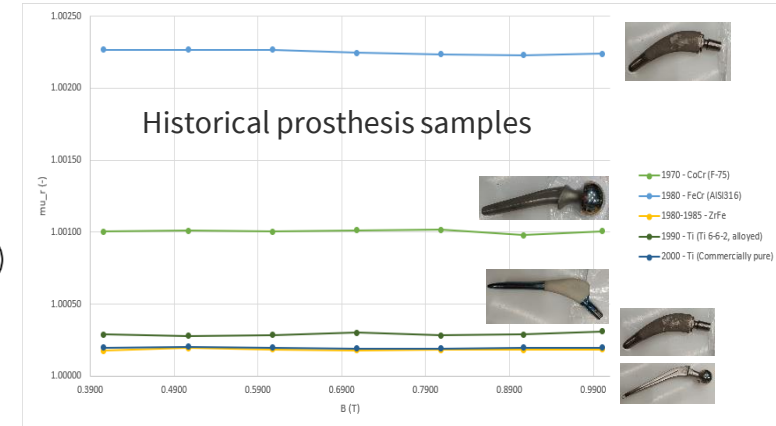 1.00250
1.00200
Historical prosthesis samples
1.00150
mu_r (-)
1.00100
1.00050
1.00000
0.3900 0.4900 0.5900 0.6900 0.7900 0.8900 0.9900
B (T)
1970 - CoCr (F-75)
1980 - FeCr (AISI316)
1980-1985 - ZrFe
1990 - Ti (Ti 6-6-2, alloyed)
2000 - Ti (Commercially pure)
)